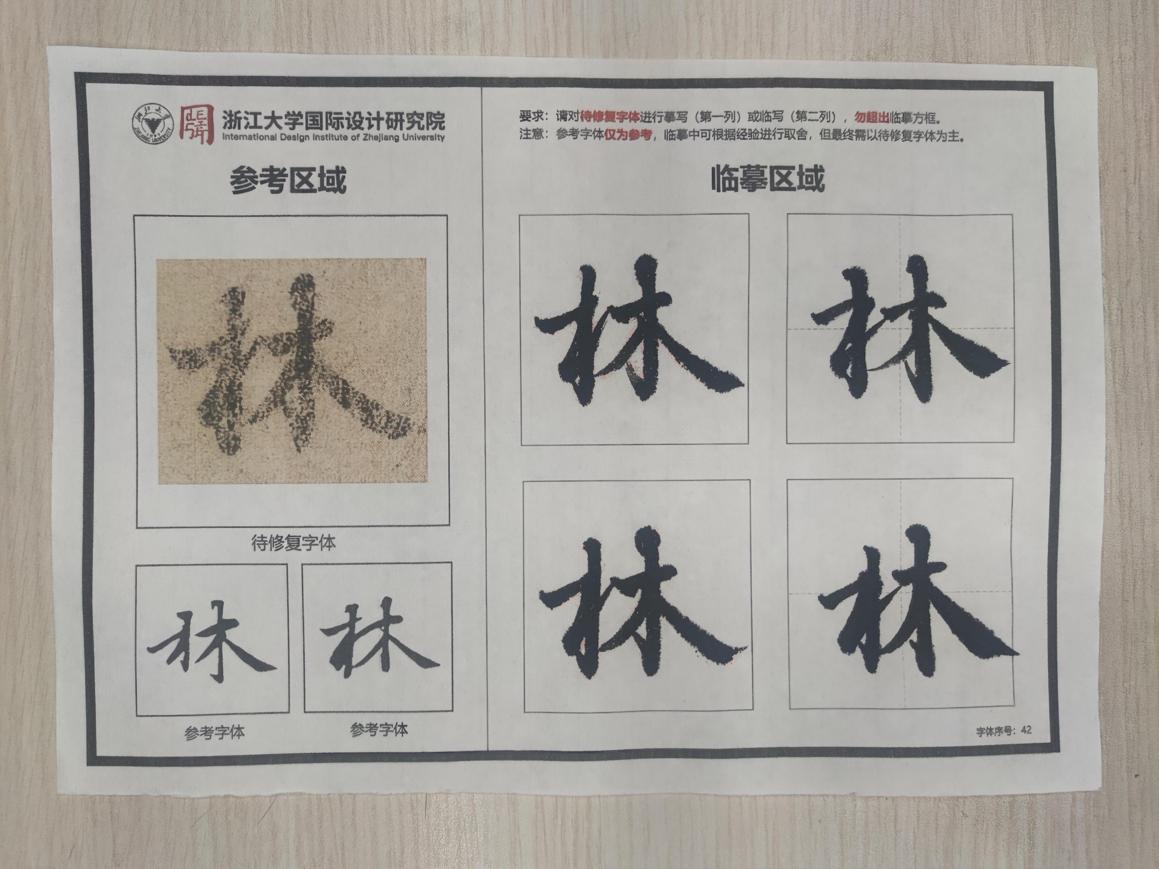 浙江大学国际设计研究院
International Design Institute of Zhejiang University
参考区域
林
待修复字体
林 林
参考字体 参考字体
要求：请对待修复字体进行摹写（第一列）或临写（第二列），勿超出临摹方框。
注意：参考字体仅为参考，临摹中可根据经验进行取舍，但最终需以待修复字体为主。
临摹区域
林 林
林 林
字体序号：42